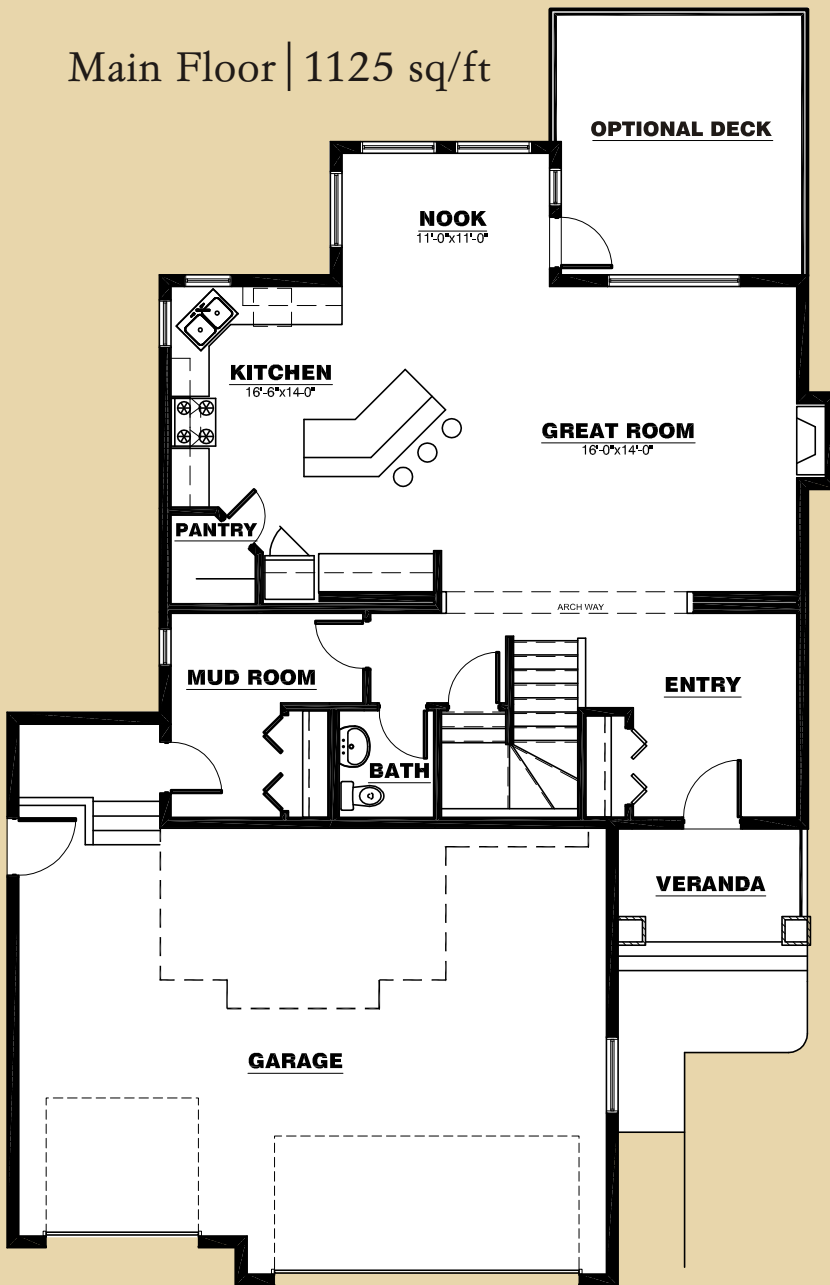 Main Floor | 1125 sq/ft
OPTIONAL DECK
NOOK
11'-0"x11'-0"
KITCHEN
16'-6"x14'-0"
GREAT ROOM
16'-0"x14'-0"
PANTRY
ARCH WAY
MUD ROOM
ENTRY
BATH
VERANDA
GARAGE